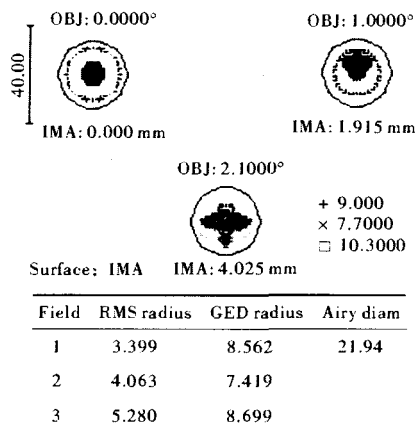 OBJ: 0.0000°
OBJ: 1.0000°
40.00
IMA: 0.000 mm
IMA: 1.915 mm
OBJ: 2.1000°
+ 9.000
× 7.7000
□ 10.3000
Surface: IMA
IMA: 4.025 mm
Field RMS radius GED radius Airy diam
1 3.399 8.562 21.94
2 4.063 7.419
3 5.280 8.699